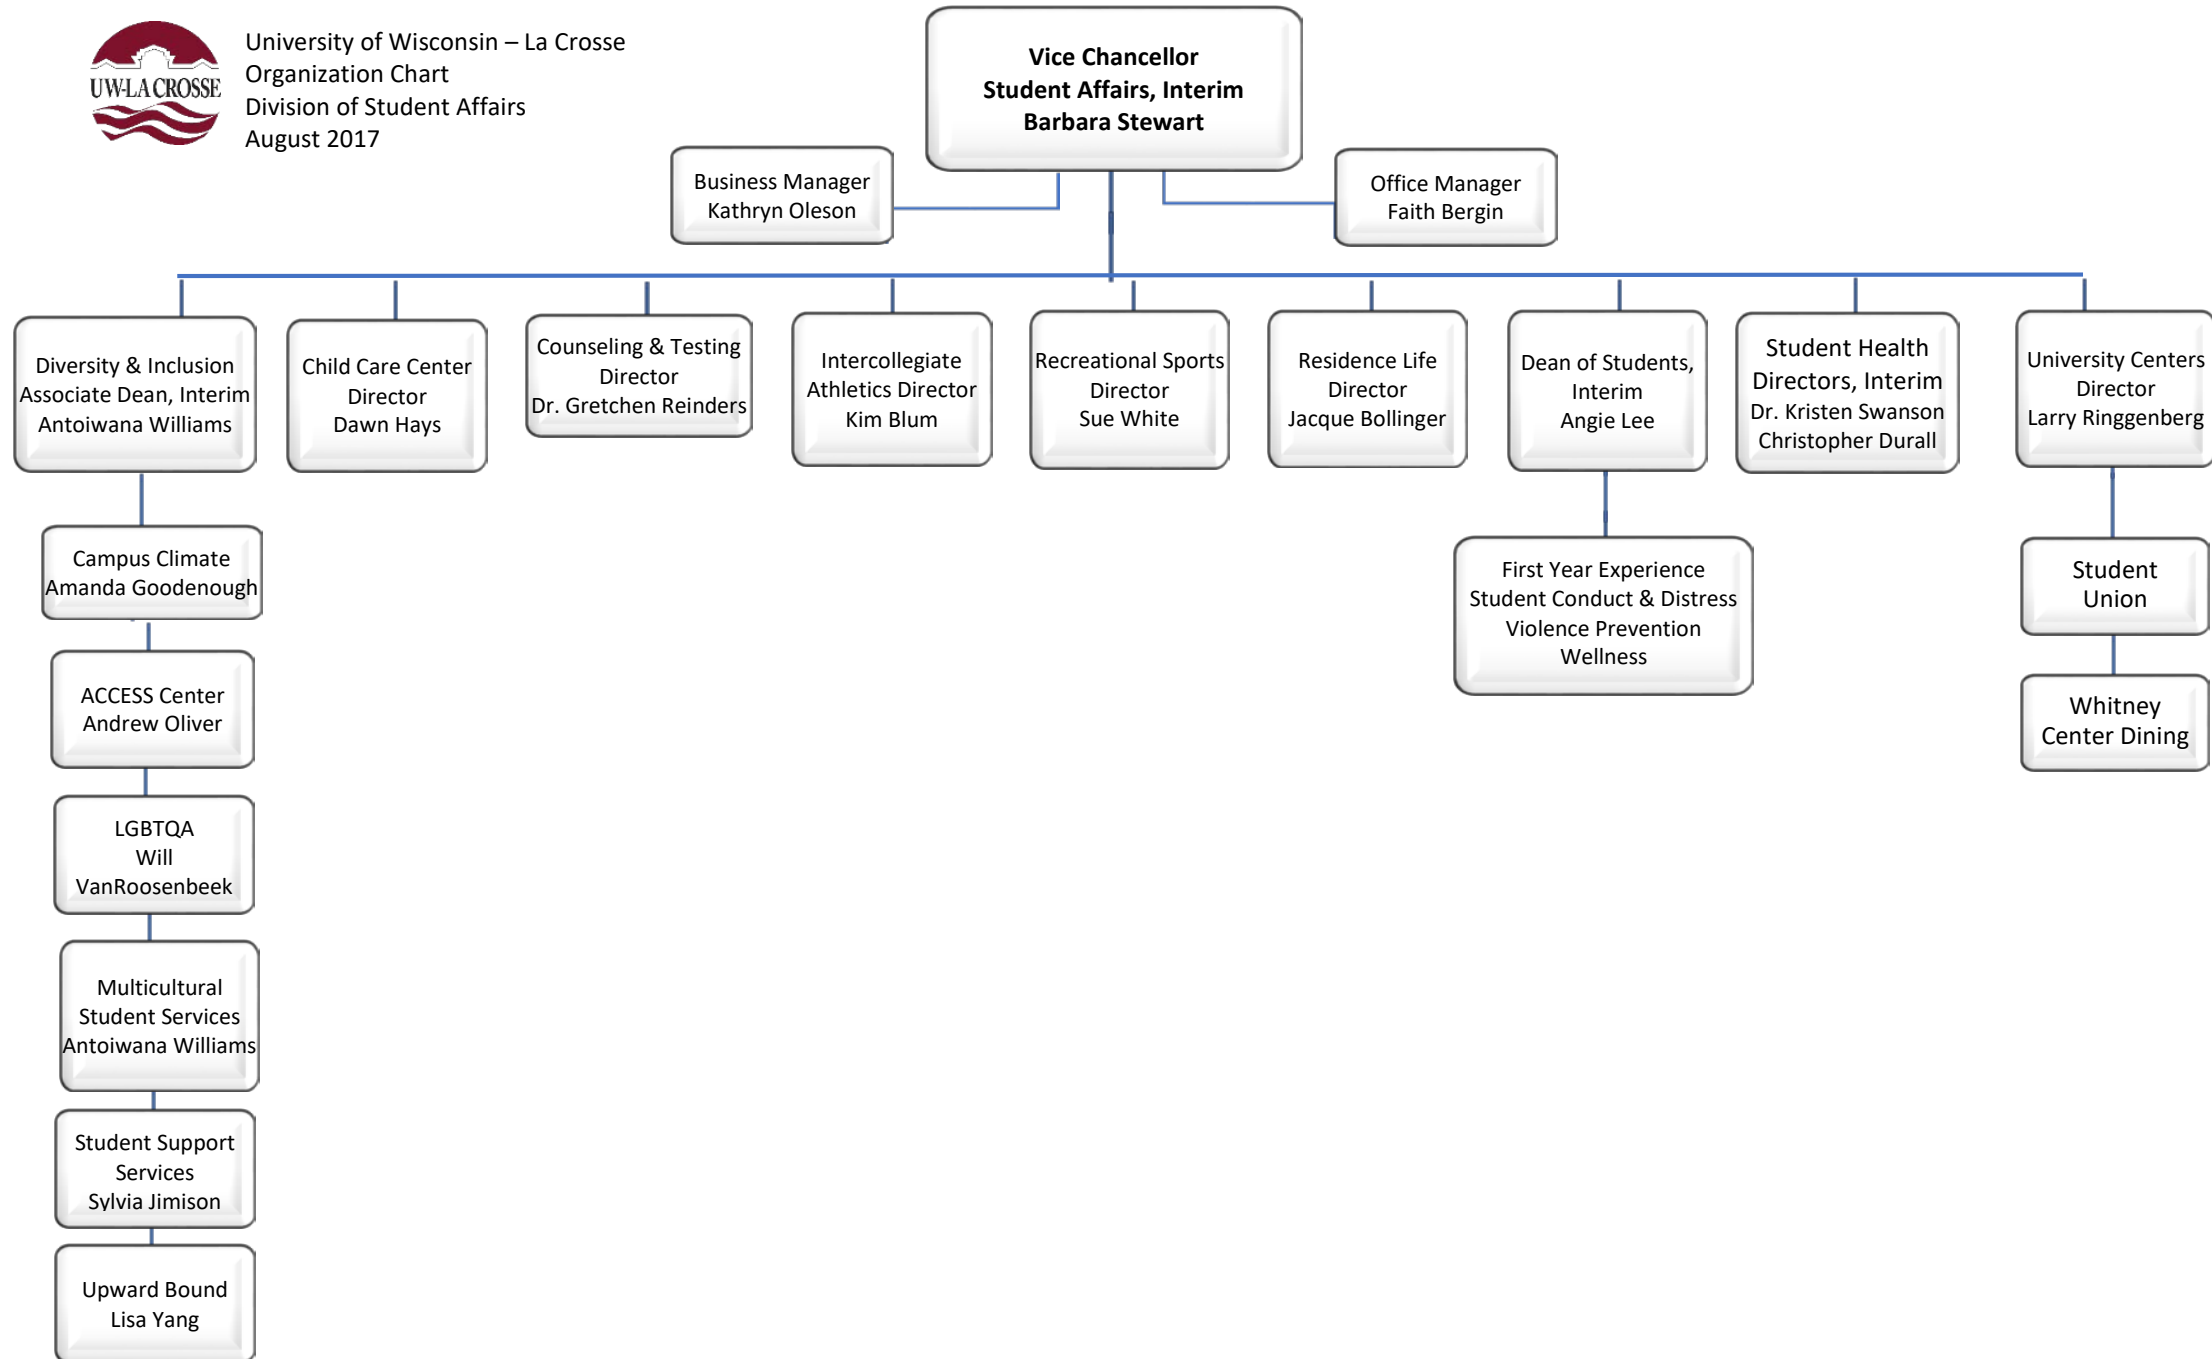 UW-LA CROSSE
University of Wisconsin – La Crosse
Organization Chart
Division of Student Affairs
August 2017
Vice Chancellor
Student Affairs, Interim
Barbara Stewart
Business Manager
Kathryn Oleson
Office Manager
Faith Bergin
Diversity & Inclusion
Associate Dean, Interim
Antoiwana Williams
Child Care Center
Director
Dawn Hays
Counseling & Testing
Director
Dr. Gretchen Reinders
Intercollegiate
Athletics Director
Kim Blum
Recreational Sports
Director
Sue White
Residence Life
Director
Jacque Bollinger
Dean of Students,
Interim
Angie Lee
Student Health
Directors, Interim
Dr. Kristen Swanson
Christopher Durall
University Centers
Director
Larry Ringgenberg
Campus Climate
Amanda Goodenough
ACCESS Center
Andrew Oliver
LGBTQA
Will
VanRoosenbeek
Multicultural
Student Services
Antoiwana Williams
Student Support
Services
Sylvia Jimison
Upward Bound
Lisa Yang
First Year Experience
Student Conduct & Distress
Violence Prevention
Wellness
Student
Union
Whitney
Center Dining